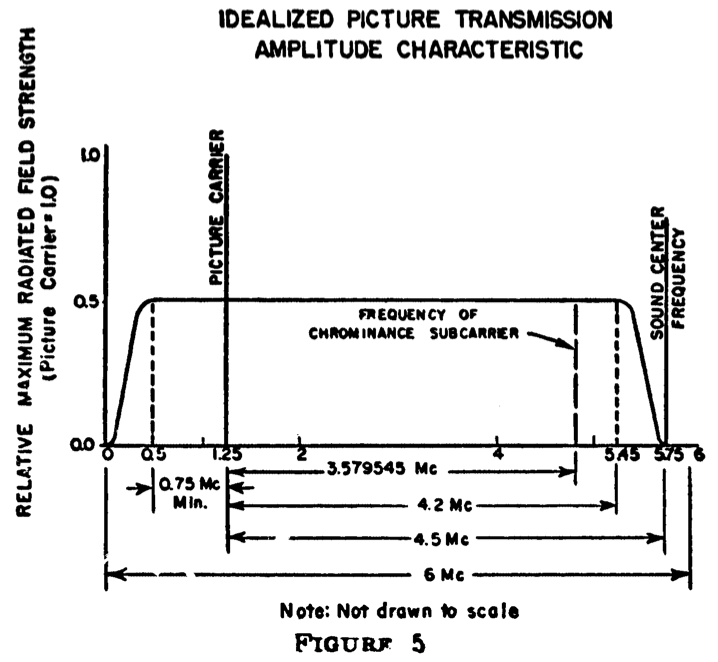 IDEALIZED PICTURE TRANSMISSION
AMPLITUDE CHARACTERISTIC
RELATIVE MAXIMUM RADIATED FIELD STRENGTH
(Picture Carrier = 1.0)
1.0
0.5
0.0
PICTURE CARRIER
FREQUENCY OF
CHROMINANCE SUBCARRIER
SOUND CENTER
FREQUENCY
0 0.5 1.25 2 4 5.45 5.75 6
3.579545 Mc
0.75 Mc
Min.
4.2 Mc
4.5 Mc
6 Mc
Note: Not drawn to scale
FIGURE 5